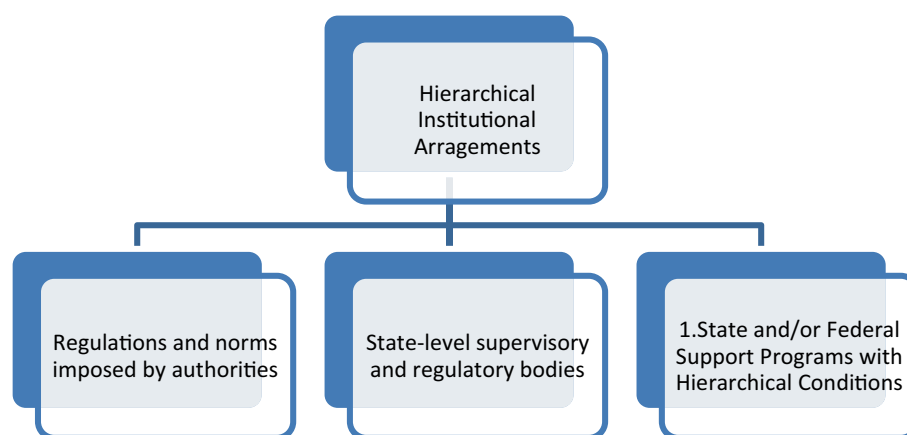 Hierarchical
Institutional
Arragements
Regulations and norms
imposed by authorities
State-level supervisory
and regulatory bodies
1.State and/or Federal
Support Programs with
Hierarchical Conditions